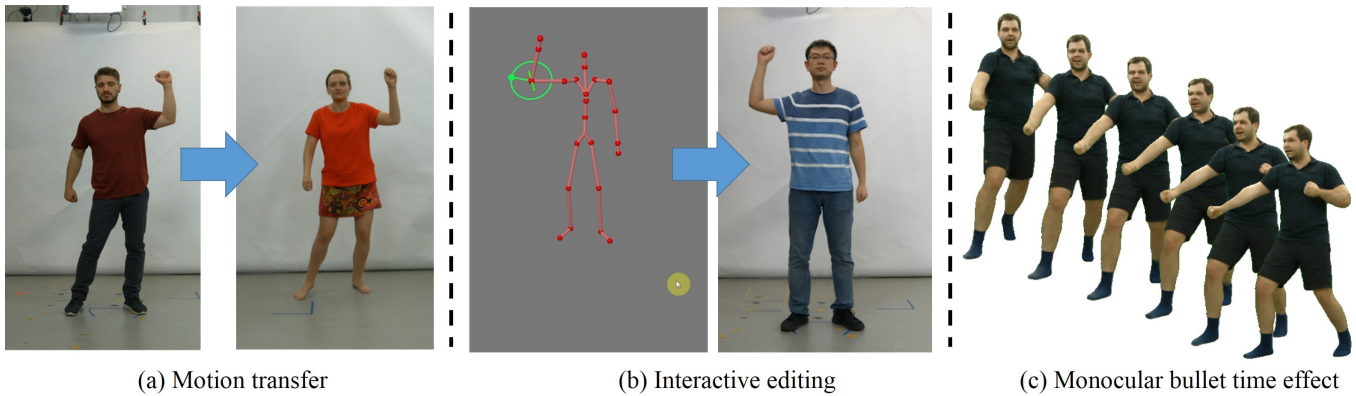 (a) Motion transfer
(b) Interactive editing
(c) Monocular bullet time effect